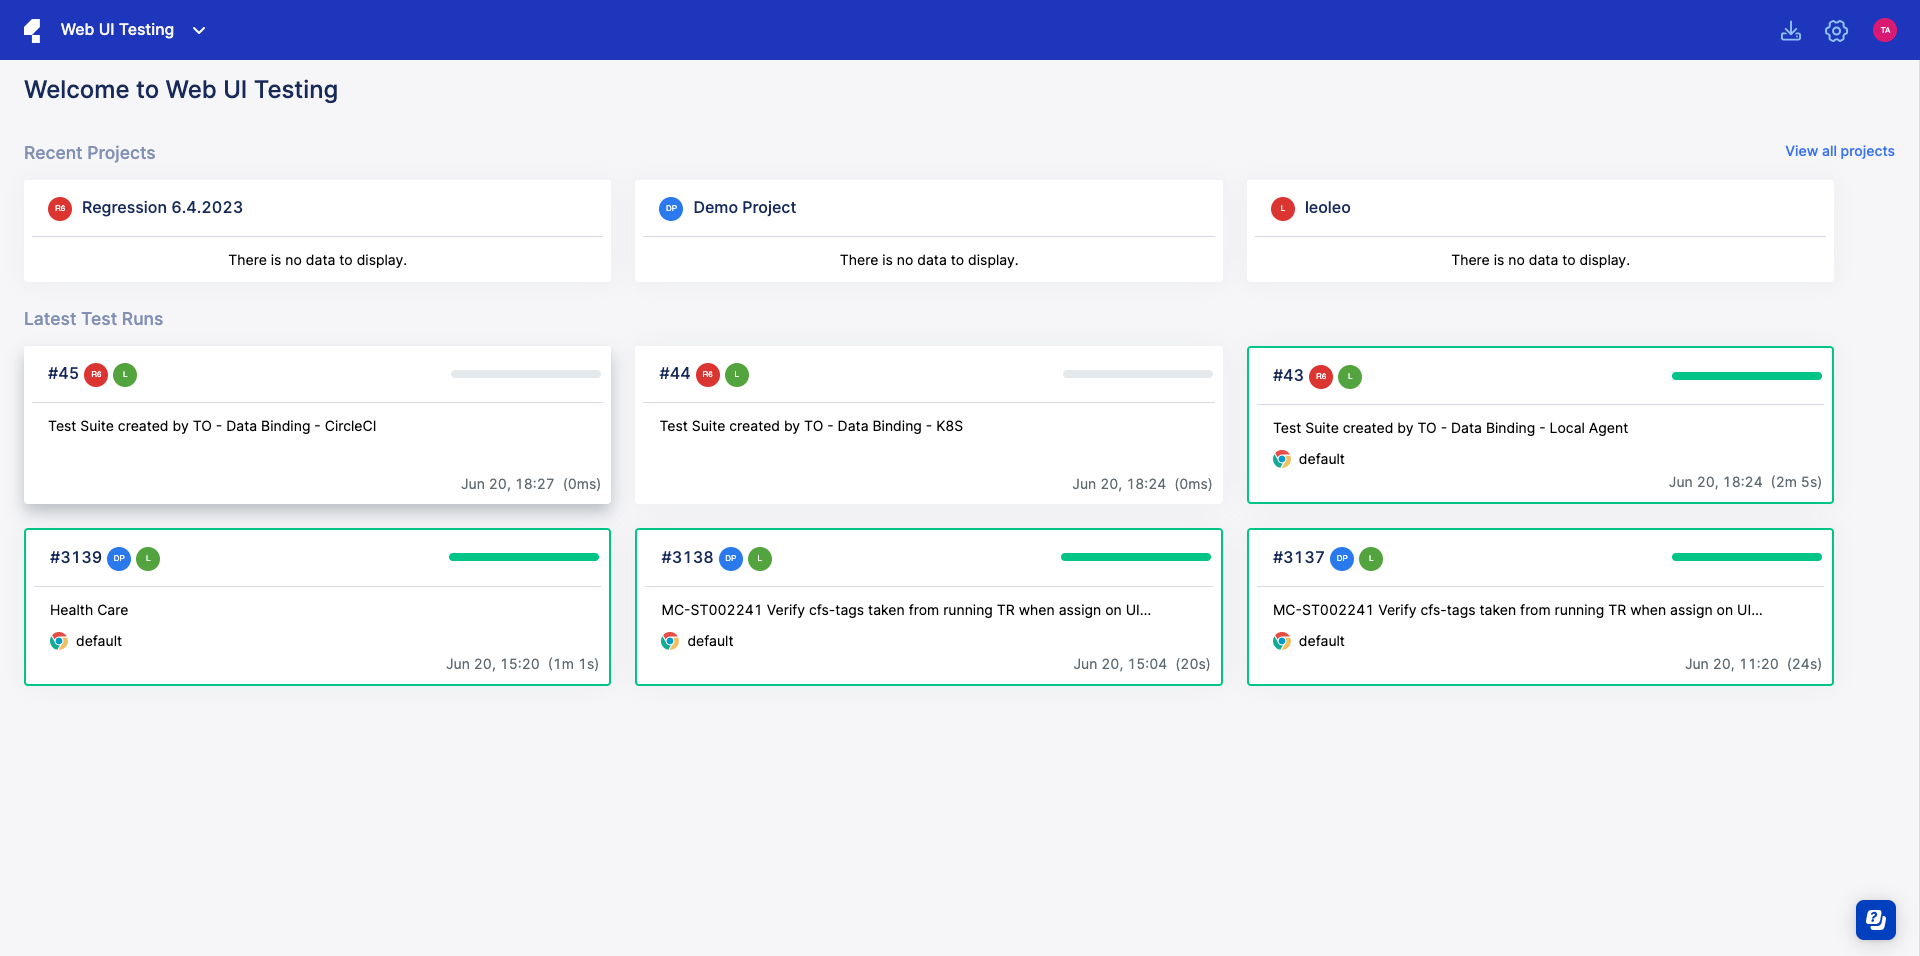 Web UI Testing
TA
Welcome to Web UI Testing
Recent Projects
View all projects
R6 Regression 6.4.2023
There is no data to display.
DP Demo Project
There is no data to display.
L leoleo
There is no data to display.
Latest Test Runs
#45 R6 L
Test Suite created by TO - Data Binding - CircleCI
Jun 20, 18:27 (0ms)
#44 R6 L
Test Suite created by TO - Data Binding - K8S
Jun 20, 18:24 (0ms)
#43 R6 L
Test Suite created by TO - Data Binding - Local Agent
default
Jun 20, 18:24 (2m 5s)
#3139 DP L
Health Care
default
Jun 20, 15:20 (1m 1s)
#3138 DP L
MC-ST002241 Verify cfs-tags taken from running TR when assign on UI...
default
Jun 20, 15:04 (20s)
#3137 DP L
MC-ST002241 Verify cfs-tags taken from running TR when assign on UI...
default
Jun 20, 11:20 (24s)
?